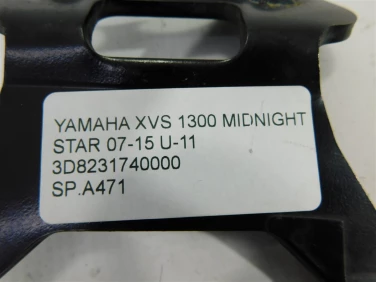 YAMAHA XVS 1300 MIDNIGHT
STAR 07-15 U-11
3D8231740000
SP.A471